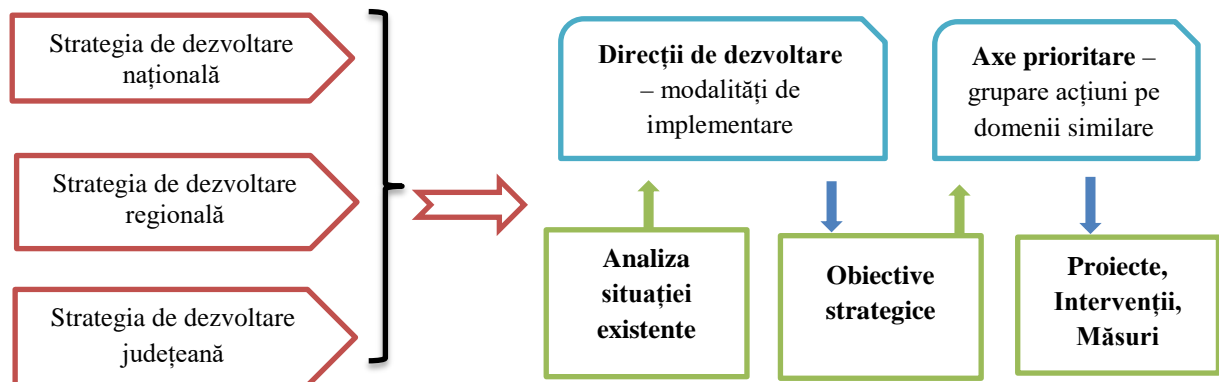 Strategia de dezvoltare
națională
Strategia de dezvoltare
regională
Strategia de dezvoltare
județeană
Direcții de dezvoltare
– modalități de
implementare
Axe prioritare –
grupare acțiuni pe
domenii similare
Analiza
situației
existente
Obiective
strategice
Proiecte,
Intervenții,
Măsuri